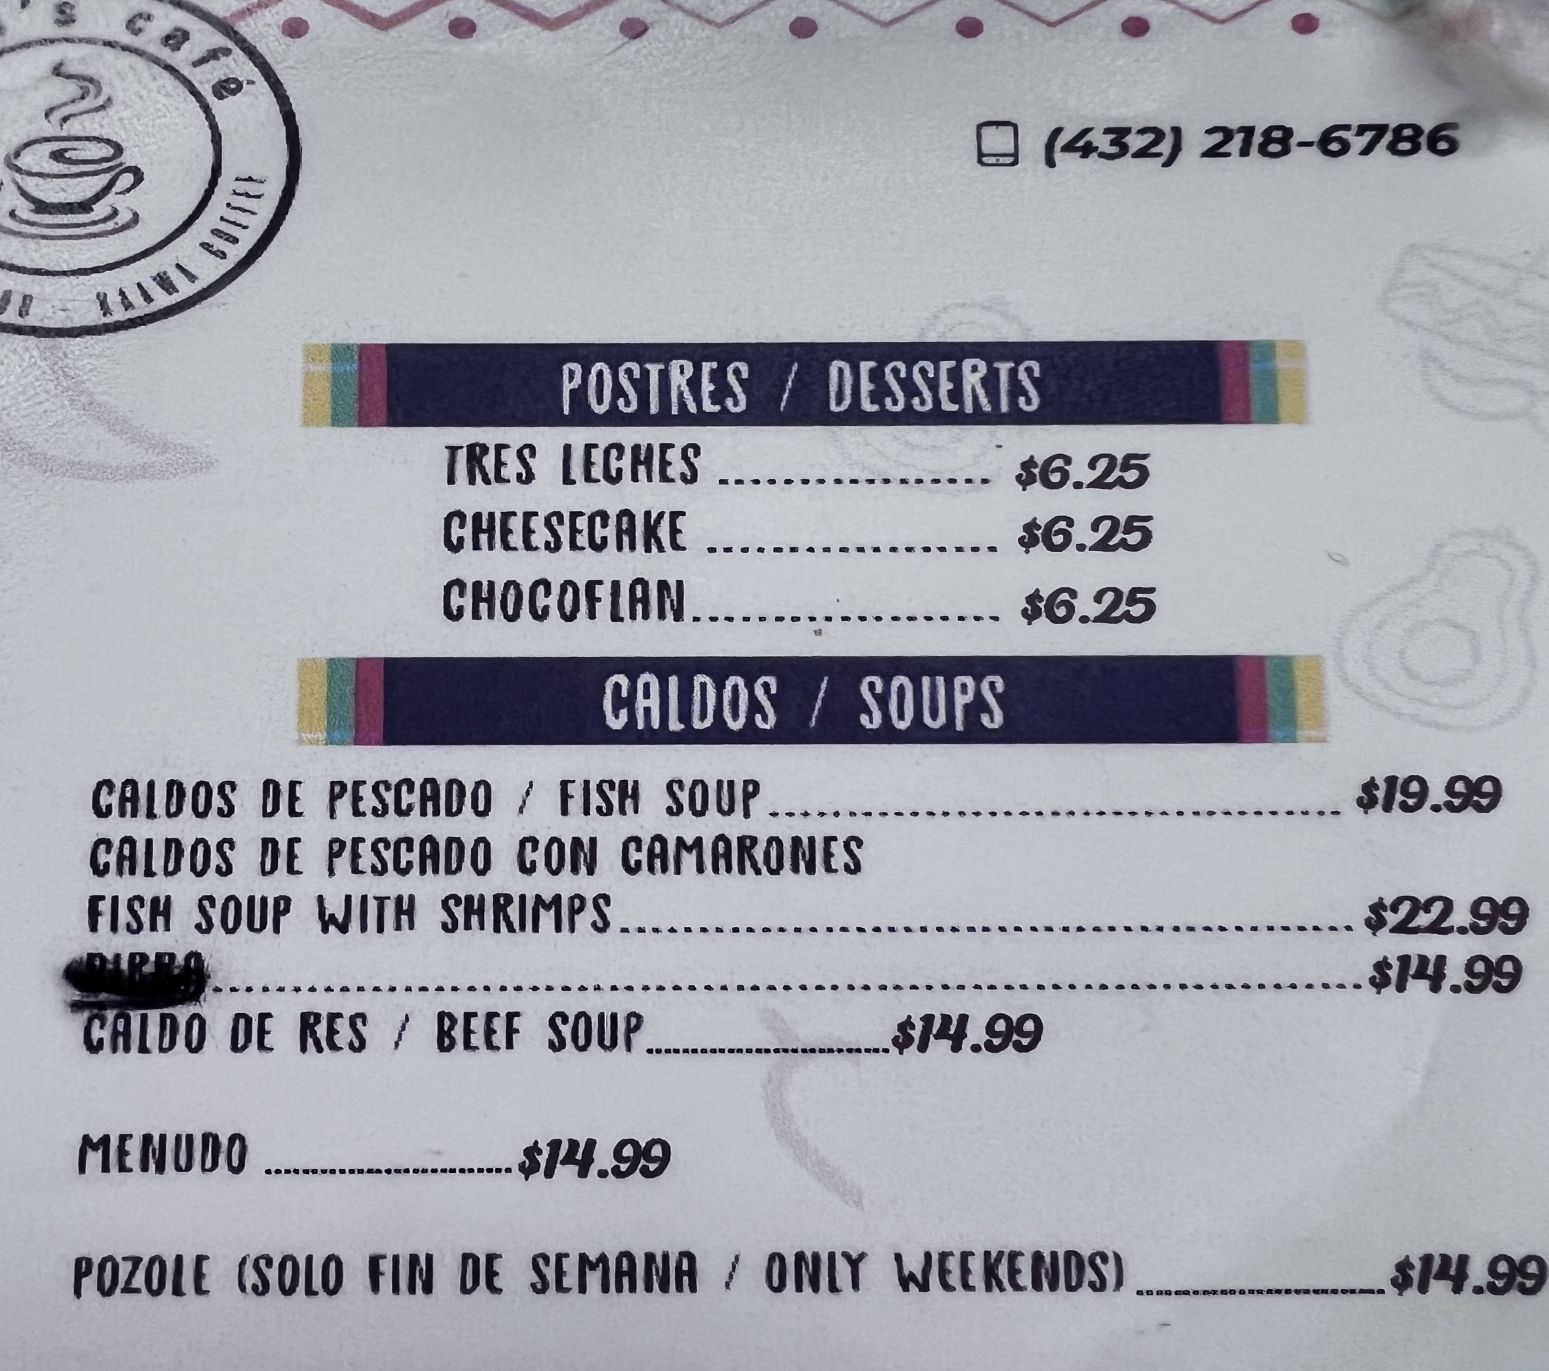 's café
KAAWA COFFEE
(432) 218-6786
POSTRES / DESSERTS
TRES LECHES ................. $6.25
CHEESECAKE .................. $6.25
CHOCOFLAN................... $6.25
CALDOS / SOUPS
CALDOS DE PESCADO / FISH SOUP.................................... $19.99
CALDOS DE PESCADO CON CAMARONES
FISH SOUP WITH SHRIMPS.............................................. $22.99
.......................................................................$14.99
CALDO DE RES / BEEF SOUP........................$14.99
MENUDO ........................$14.99
POZOLE (SOLO FIN DE SEMANA / ONLY WEEKENDS)........................$14.99